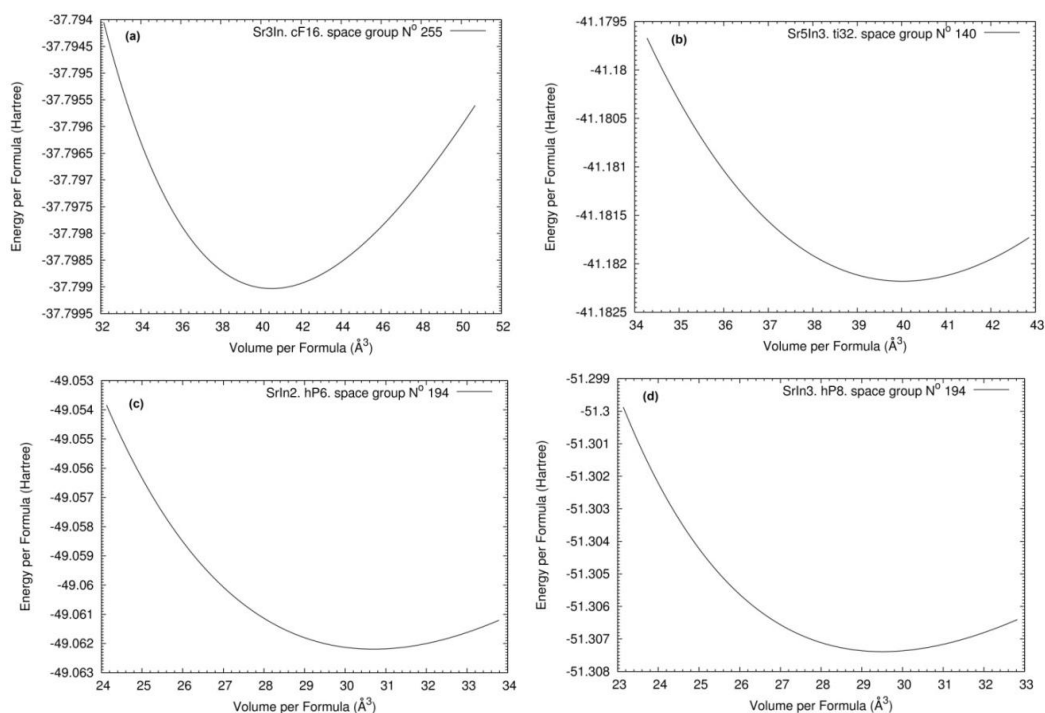 (a)
Sr3In. cF16. space group Nº 255
-37.794
-37.7945
-37.795
-37.7955
-37.796
-37.7965
-37.797
-37.7975
-37.798
-37.7985
-37.799
-37.7995
Energy per Formula (Hartree)
32 34 36 38 40 42 44 46 48 50 52
Volume per Formula (Å³)
(b)
Sr5In3. ti32. space group Nº 140
-41.1795
-41.18
-41.1805
-41.181
-41.1815
-41.182
-41.1825
Energy per Formula (Hartree)
34 35 36 37 38 39 40 41 42 43
Volume per Formula (Å³)
(c)
SrIn2. hP6. space group Nº 194
-49.053
-49.054
-49.055
-49.056
-49.057
-49.058
-49.059
-49.06
-49.061
-49.062
-49.063
Energy per Formula (Hartree)
24 25 26 27 28 29 30 31 32 33 34
Volume per Formula (Å³)
(d)
SrIn3. hP8. space group Nº 194
-51.299
-51.3
-51.301
-51.302
-51.303
-51.304
-51.305
-51.306
-51.307
-51.308
Energy per Formula (Hartree)
23 24 25 26 27 28 29 30 31 32 33
Volume per Formula (Å³)